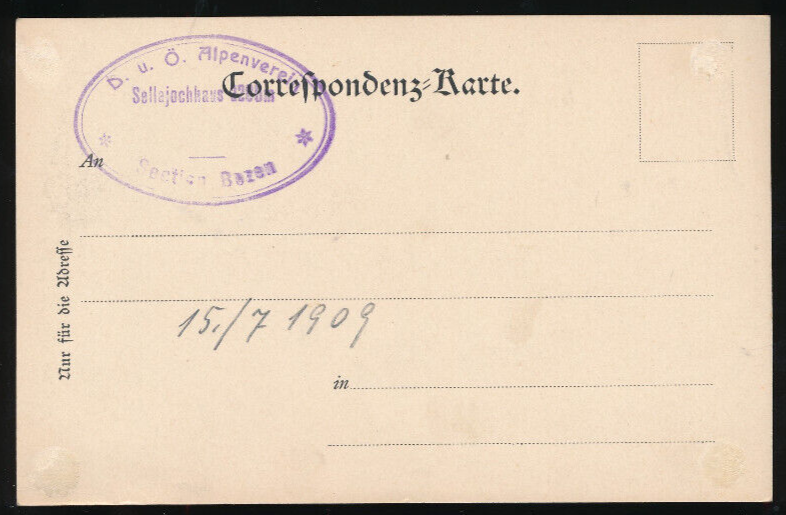 D. u. Ö. Alpenverein
Sellajochhaus
Section Bozen
Correspondenz-Karte.
An
15./7 1909
in
Nur für die Adresse